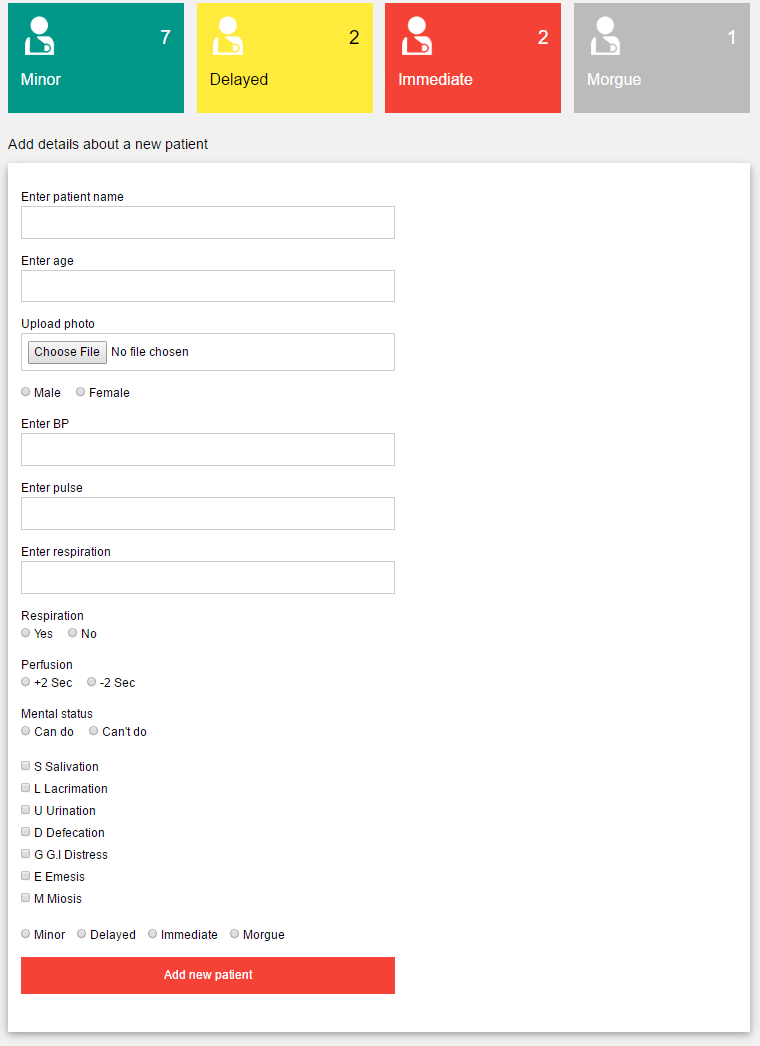 7 2 2 1
Minor Delayed Immediate Morgue
Add details about a new patient
Enter patient name
Enter age
Upload photo
Choose File No file chosen
Male Female
Enter BP
Enter pulse
Enter respiration
Respiration
Yes No
Perfusion
+2 Sec -2 Sec
Mental status
Can do Can't do
S Salivation
L Lacrimation
U Urination
D Defecation
G G.I Distress
E Emesis
M Miosis
Minor Delayed Immediate Morgue
Add new patient